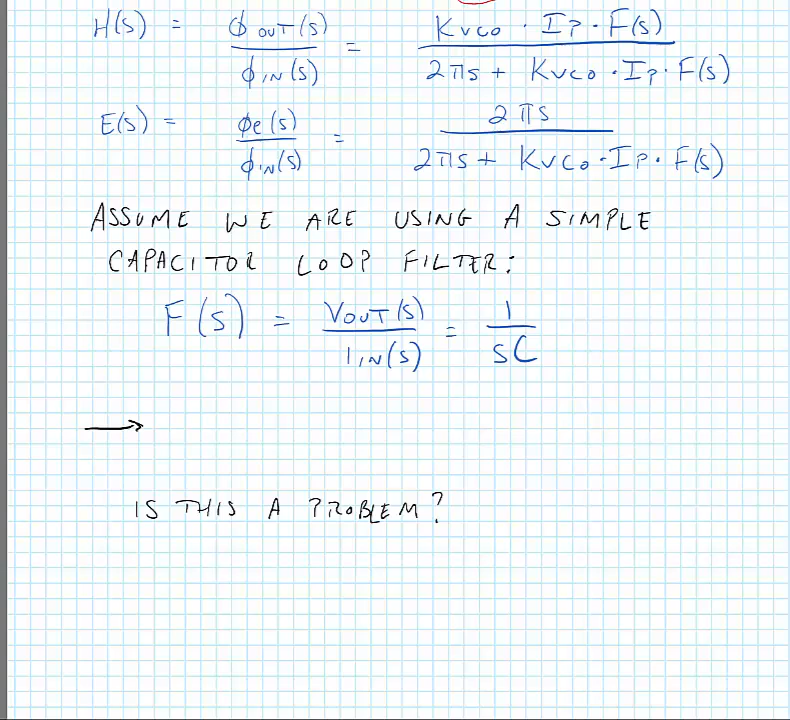 H(s) = φOUT(s) / φIN(s) = Kvco · Ip · F(s) / 2πs + Kvco · Ip · F(s)
E(s) = φe(s) / φIN(s) = 2πs / 2πs + Kvco · Ip · F(s)
ASSUME WE ARE USING A SIMPLE
CAPACITOR LOOP FILTER:
F(s) = VOUT(s) / IIN(s) = 1 / sC
→
IS THIS A PROBLEM?